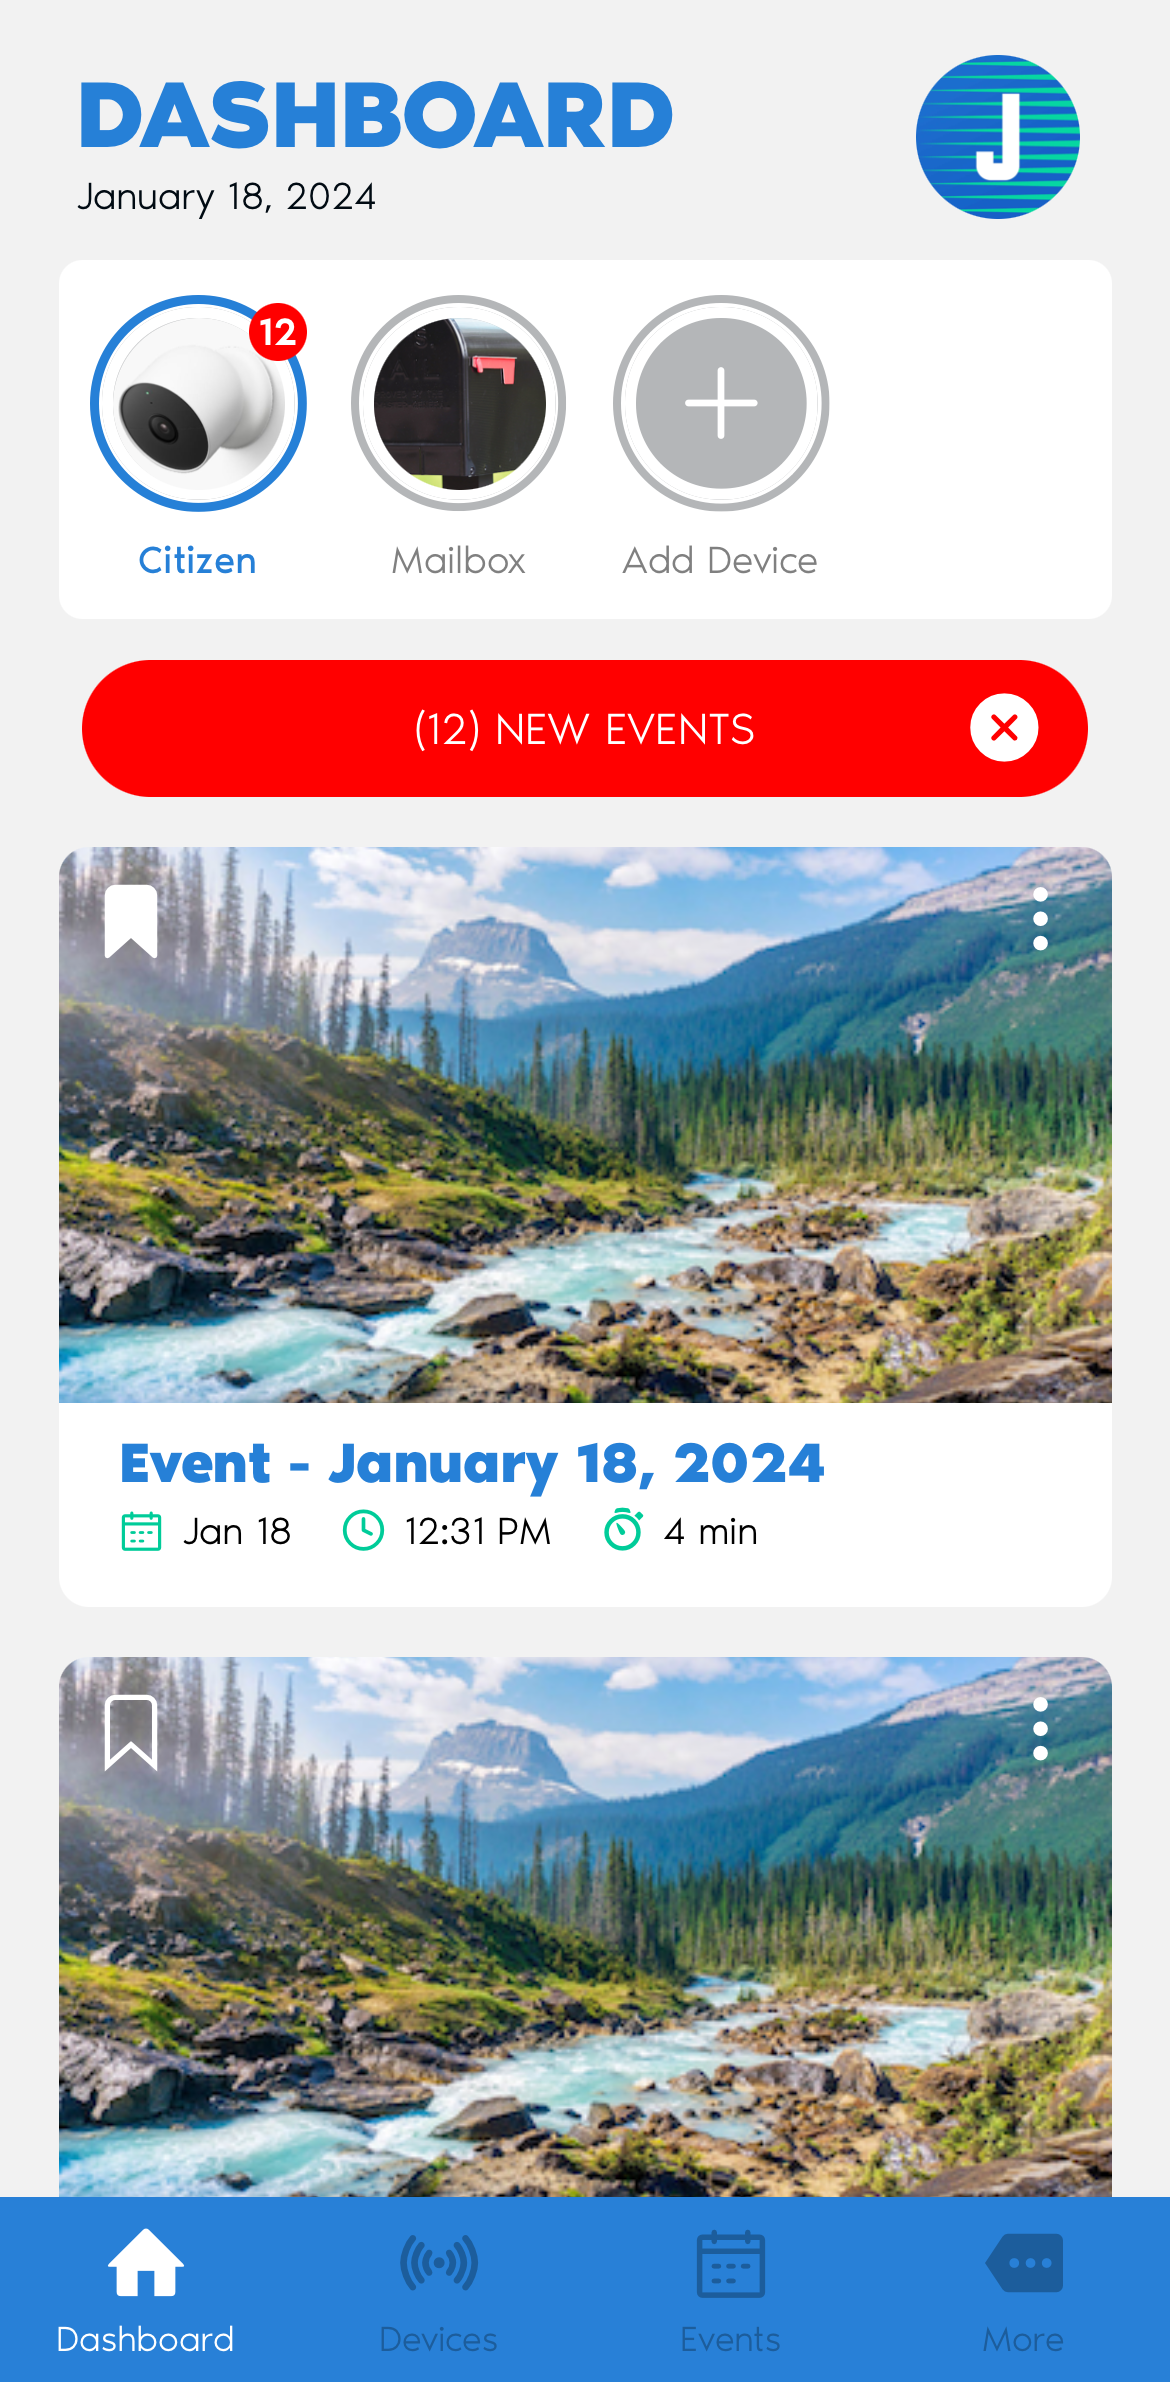 DASHBOARD
J
January 18, 2024
12
Citizen
Mailbox
Add Device
(12) NEW EVENTS
Event - January 18, 2024
Jan 18
12:31 PM
4 min
Dashboard
Devices
Events
More